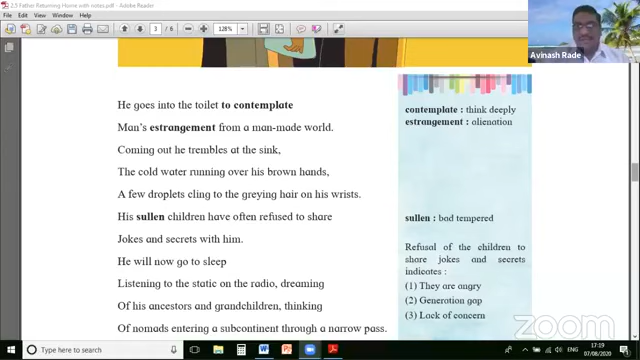 2.5 Father Returning Home with notes.pdf - Adobe Reader
File Edit View Window Help
3 / 6
128%
Avinash Rade
He goes into the toilet to contemplate
Man's estrangement from a man-made world.
Coming out he trembles at the sink,
The cold water running over his brown hands,
A few droplets cling to the greying hair on his wrists.
His sullen children have often refused to share
Jokes and secrets with him.
He will now go to sleep
Listening to the static on the radio, dreaming
Of his ancestors and grandchildren, thinking
Of nomads entering a subcontinent through a narrow pass.
contemplate : think deeply
estrangement : alienation
sullen : bad tempered
Refusal of the children to
share jokes and secrets
indicates :
(1) They are angry
(2) Generation gap
(3) Lack of concern
zoom
Type here to search
17:19
07/08/2020